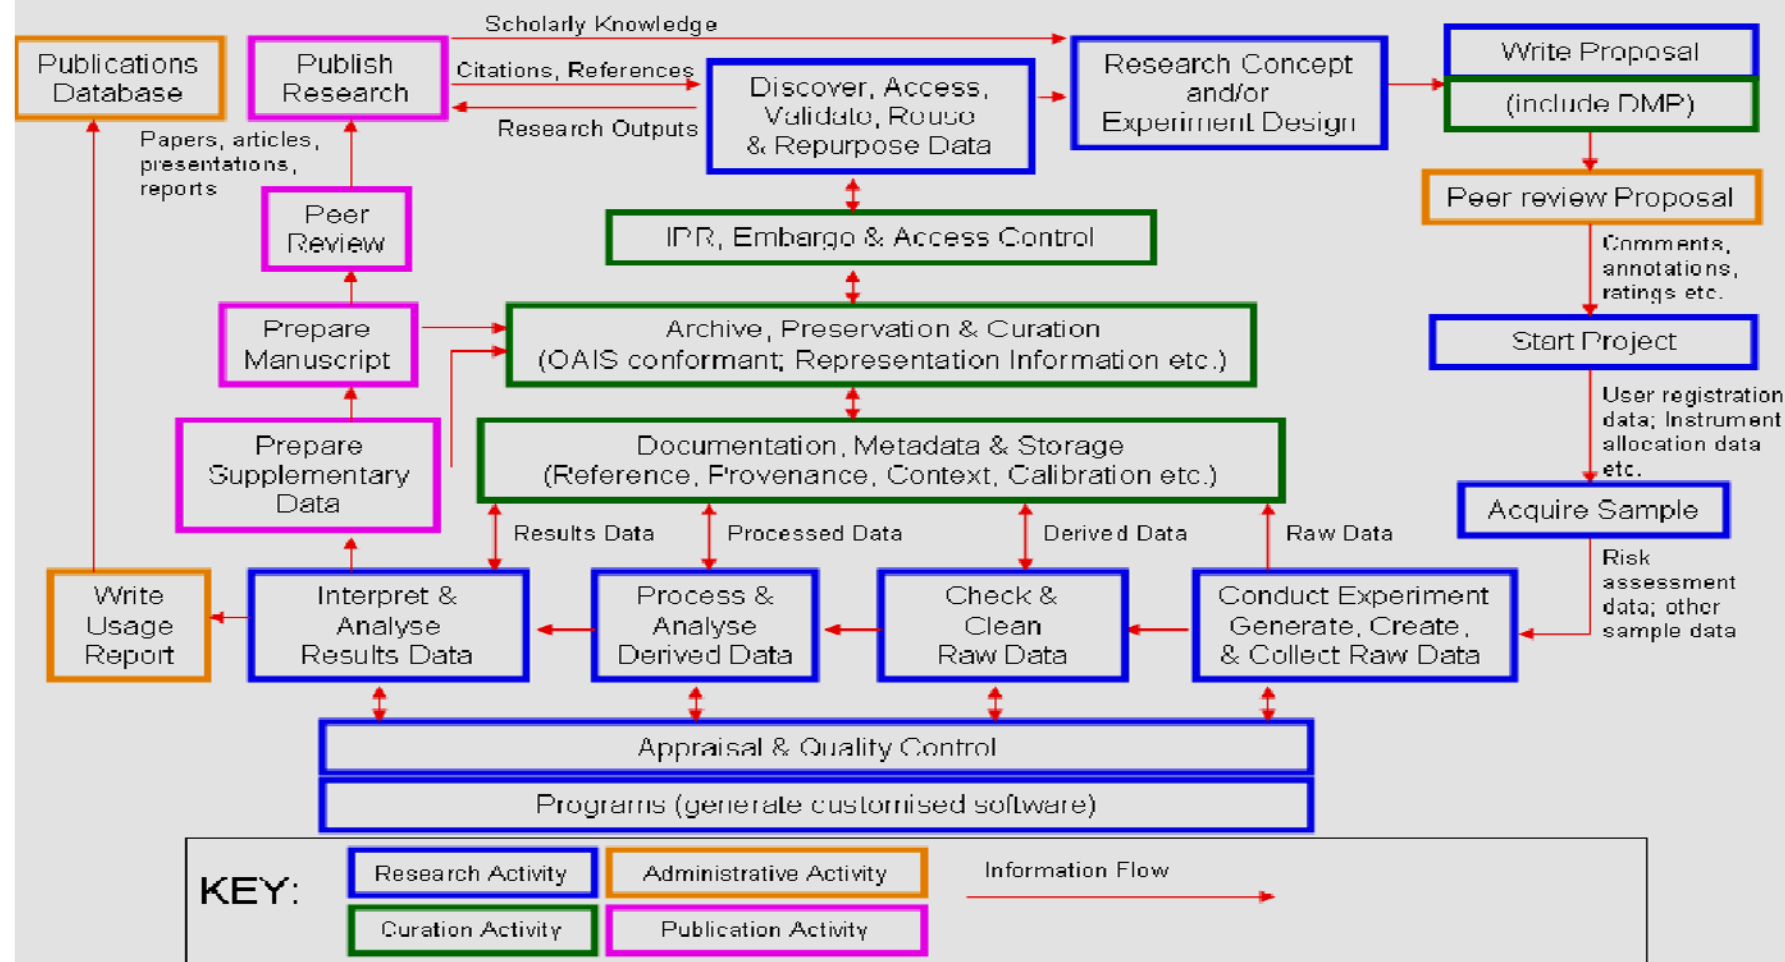 Scholarly Knowledge
Publications
Database
Publish
Research
Citations, References
Research Outputs
Discover, Access,
Validate, Reuse
& Repurpose Data
Research Concept
and/or
Experiment Design
Write Proposal
(include DMP)
Papers, articles,
presentations,
reports
Peer
Review
IPR, Embargo & Access Control
Peer review Proposal
Comments,
annotations,
ratings etc.
Prepare
Manuscript
Archive, Preservation & Curation
(OAIS conformant; Representation Information etc.)
Start Project
User registration
data; Instrument
allocation data
etc.
Prepare
Supplementary
Data
Documentation, Metadata & Storage
(Reference, Provenance, Context, Calibration etc.)
Acquire Sample
Results Data
Processed Data
Derived Data
Raw Data
Risk
assessment
data; other
sample data
Write
Usage
Report
Interpret &
Analyse
Results Data
Process &
Analyse
Derived Data
Check &
Clean
Raw Data
Conduct Experiment
Generate, Create,
& Collect Raw Data
Appraisal & Quality Control
Programs (generate customised software)
KEY:
Research Activity
Administrative Activity
Information Flow
Curation Activity
Publication Activity